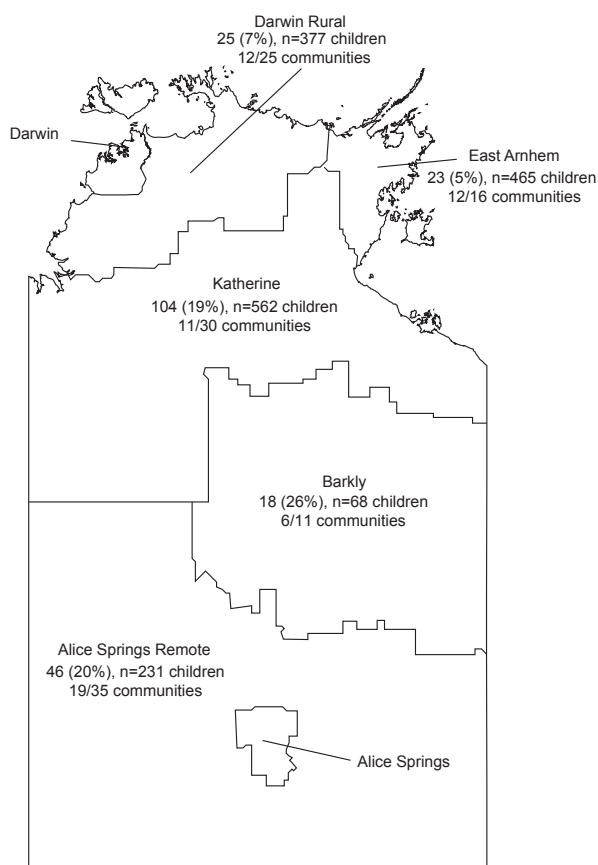 Darwin Rural
25 (7%), n=377 children
12/25 communities
Darwin
East Arnhem
23 (5%), n=465 children
12/16 communities
Katherine
104 (19%), n=562 children
11/30 communities
Barkly
18 (26%), n=68 children
6/11 communities
Alice Springs Remote
46 (20%), n=231 children
19/35 communities
Alice Springs